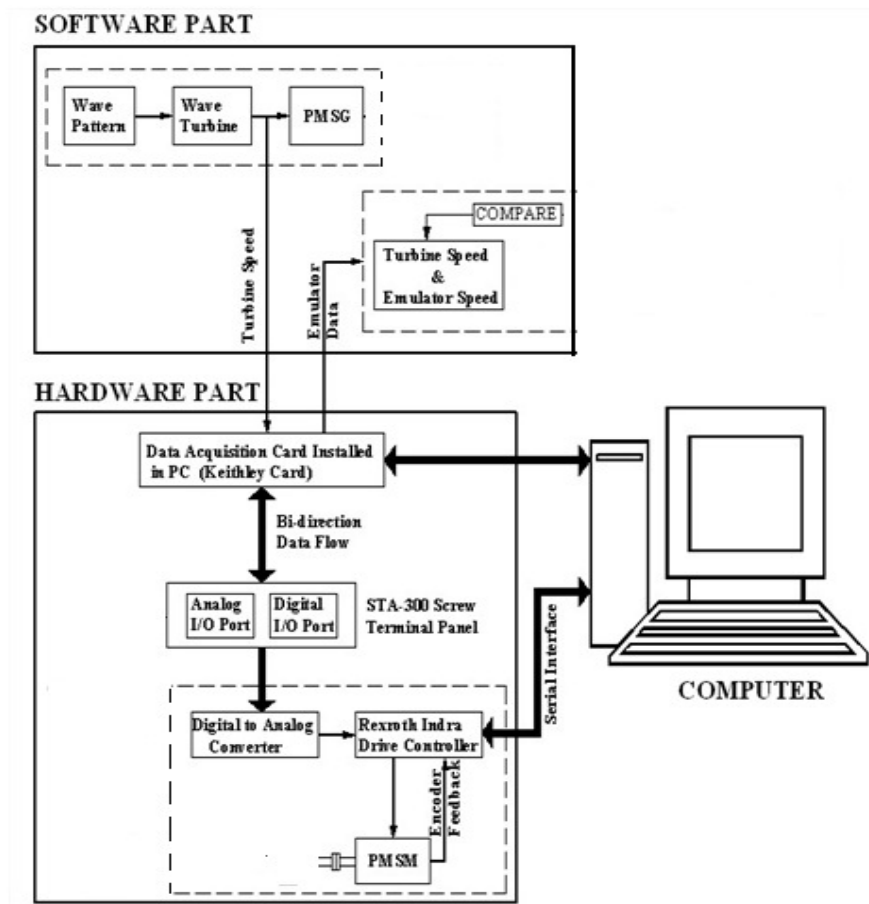 SOFTWARE PART
Wave
Pattern
Wave
Turbine
PMSG
COMPARE
Turbine Speed
&
Emulator Speed
Turbine Speed
Emulator
Data
HARDWARE PART
Data Acquisition Card Installed
in PC (Keithley Card)
Bi-direction
Data Flow
Analog
I/O Port
Digital
I/O Port
STA-300 Screw
Terminal Panel
Serial Interface
COMPUTER
Digital to Analog
Converter
Rexroth Indra
Drive Controller
Encoder
Feedback
PMSM